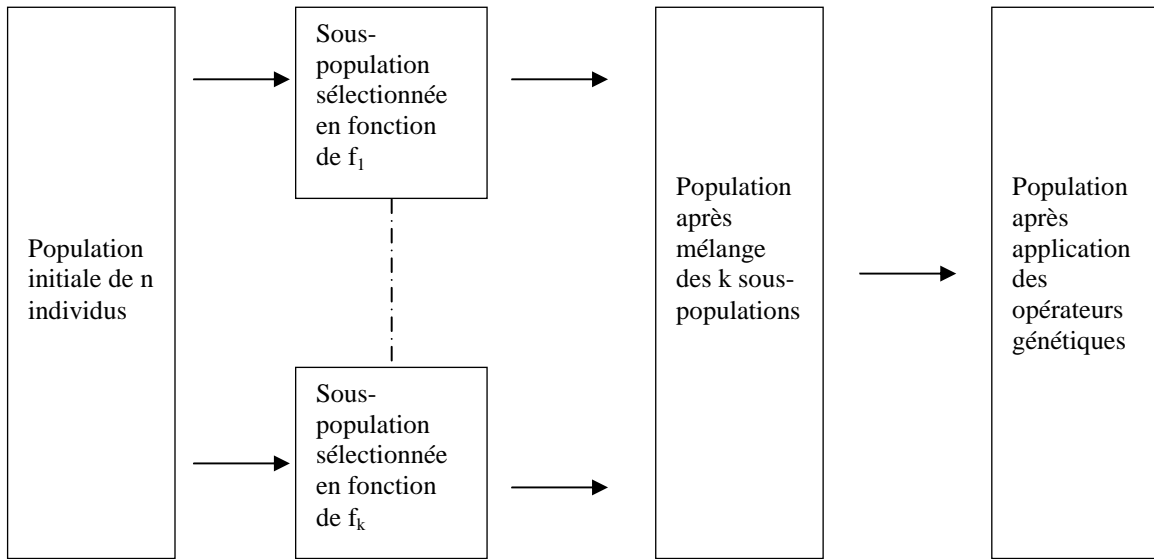 Population
initiale de n
individus
Sous-
population
sélectionnée
en fonction
de f₁
Sous-
population
sélectionnée
en fonction
de fₖ
Population
après
mélange
des k sous-
populations
Population
après
application
des
opérateurs
génétiques